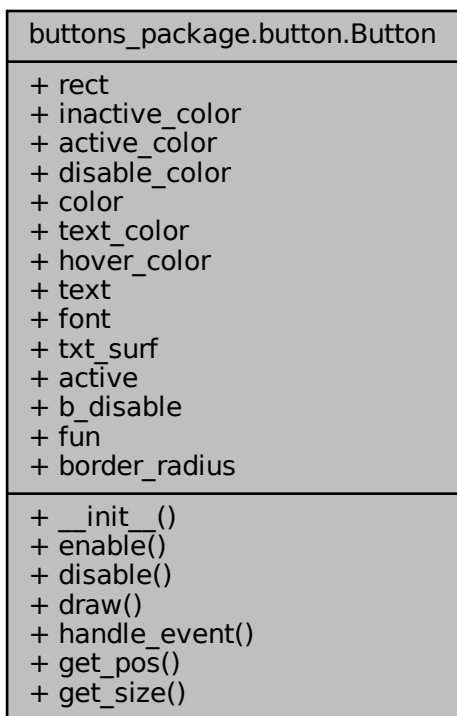 buttons_package.button.Button
+ rect
+ inactive_color
+ active_color
+ disable_color
+ color
+ text_color
+ hover_color
+ text
+ font
+ txt_surf
+ active
+ b_disable
+ fun
+ border_radius
+ __init__()
+ enable()
+ disable()
+ draw()
+ handle_event()
+ get_pos()
+ get_size()